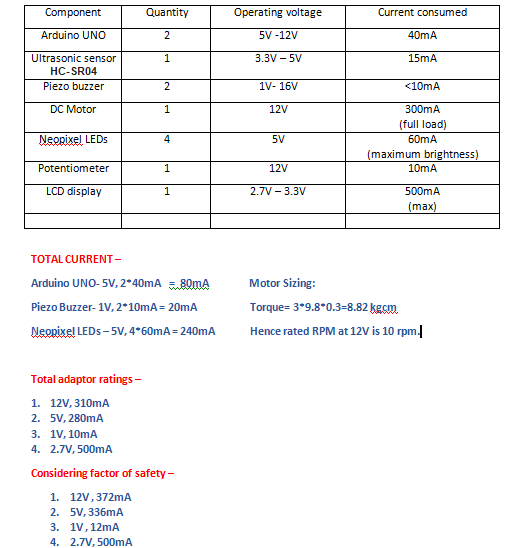 Component Quantity Operating voltage Current consumed
Arduino UNO 2 5V -12V 40mA
Ultrasonic sensor 1 3.3V – 5V 15mA
HC-SR04
Piezo buzzer 2 1V- 16V <10mA
DC Motor 1 12V 300mA
(full load)
Neopixel LEDs 4 5V 60mA
(maximum brightness)
Potentiometer 1 12V 10mA
LCD display 1 2.7V – 3.3V 500mA
(max)
TOTAL CURRENT –
Arduino UNO- 5V, 2*40mA = 80mA
Motor Sizing:
Piezo Buzzer- 1V, 2*10mA = 20mA
Torque= 3*9.8*0.3=8.82 kgcm
Neopixel LEDs – 5V, 4*60mA = 240mA
Hence rated RPM at 12V is 10 rpm.
Total adaptor ratings –
1. 12V, 310mA
2. 5V, 280mA
3. 1V, 10mA
4. 2.7V, 500mA
Considering factor of safety –
1. 12V, 372mA
2. 5V, 336mA
3. 1V, 12mA
4. 2.7V, 500mA